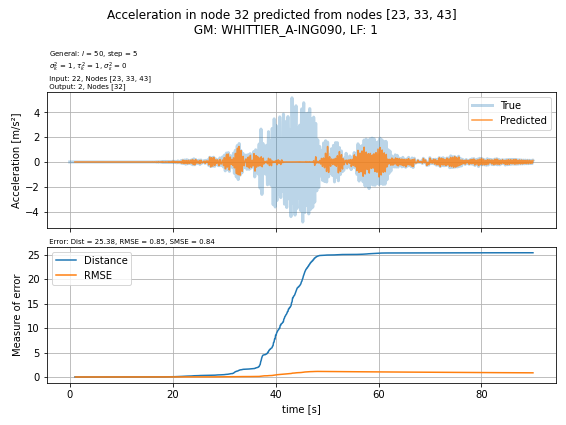 Acceleration in node 32 predicted from nodes [23, 33, 43]
GM: WHITTIER_A-ING090, LF: 1
General: i = 50, step = 5
σ_f² = 1, τ_k² = 1, σ_ε² = 0
Input: 22, Nodes [23, 33, 43]
Output: 2, Nodes [32]
Acceleration [m/s²]
4
2
0
−2
−4
True
Predicted
Error: Dist = 25.38, RMSE = 0.85, SMSE = 0.84
Measure of error
25
20
15
10
5
0
Distance
RMSE
0 20 40 60 80
time [s]